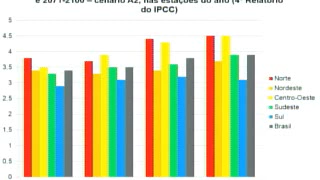 e 2071-2100 – cenário A2, nas estações do ano (4º Relatório
do IPCC)
5
4.5
4
3.5
3
2.5
2
1.5
1
0.5
0
Norte
Nordeste
Centro-Oeste
Sudeste
Sul
Brasil